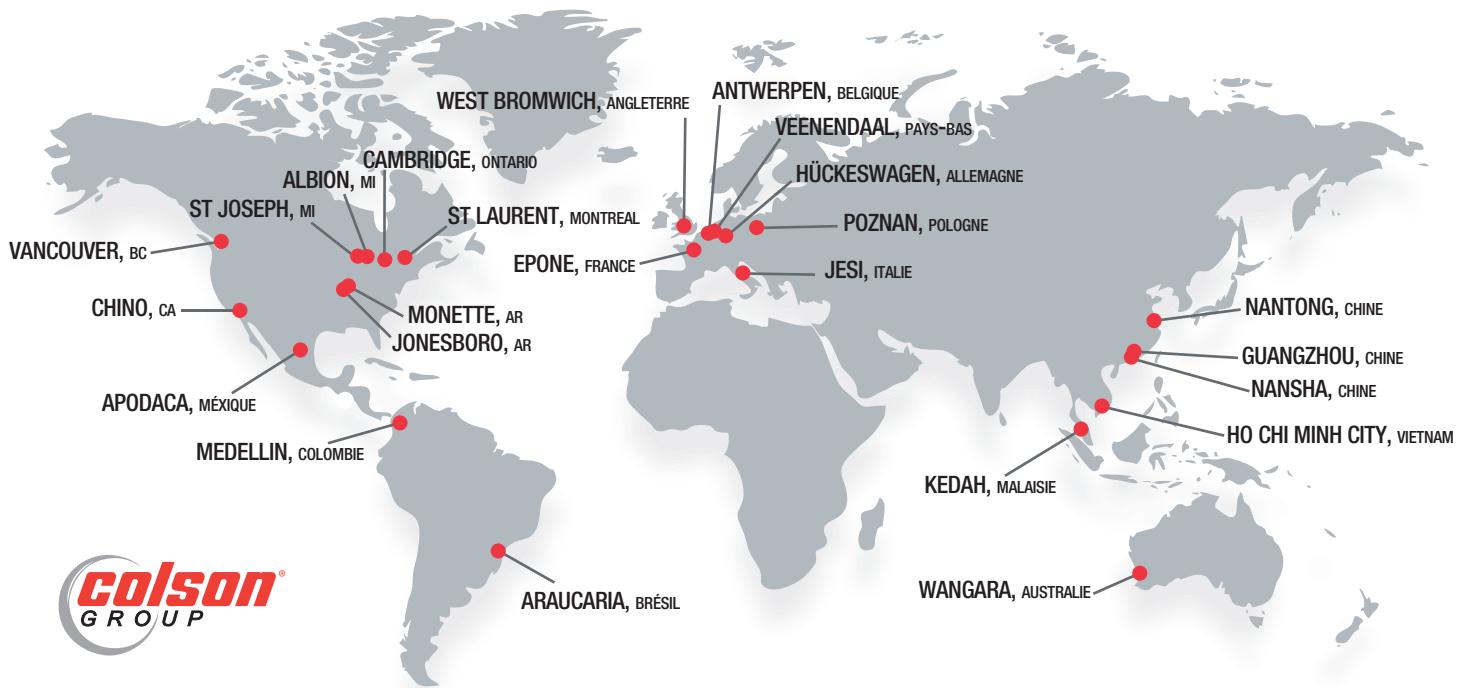 WEST BROMWICH, ANGLETERRE
ANTWERPEN, BELGIQUE
VEENENDAAL, PAYS-BAS
CAMBRIDGE, ONTARIO
ALBION, MI
HÜCKESWAGEN, ALLEMAGNE
ST JOSEPH, MI
ST LAURENT, MONTREAL
POZNAN, POLOGNE
VANCOUVER, BC
EPONE, FRANCE
JESI, ITALIE
CHINO, CA
MONETTE, AR
JONESBORO, AR
NANTONG, CHINE
GUANGZHOU, CHINE
NANSHA, CHINE
APODACA, MÉXIQUE
HO CHI MINH CITY, VIETNAM
MEDELLIN, COLOMBIE
KEDAH, MALAISIE
WANGARA, AUSTRALIE
ARAUCARIA, BRÉSIL
colson®
GROUP